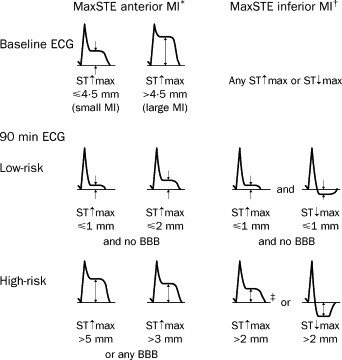 MaxSTE anterior MI* MaxSTE inferior MI†
Baseline ECG
ST↑max ST↑max Any ST↑max or ST↓max
≤4·5 mm >4·5 mm
(small MI) (large MI)
90 min ECG
Low-risk
and
ST↑max ST↑max ST↑max ST↓max
≤1 mm ≤2 mm ≤1 mm ≤1 mm
and no BBB and no BBB
High-risk
‡ or
ST↑max ST↑max ST↑max ST↓max
>5 mm >3 mm >2 mm >2 mm
or any BBB